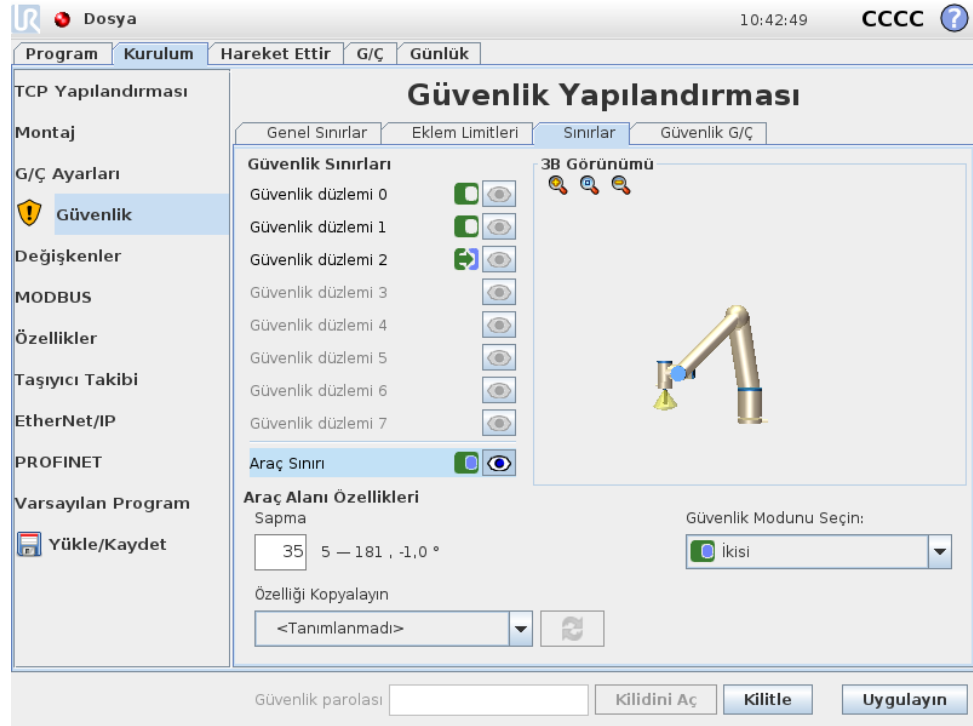 UR Dosya 10:42:49 CCCC ?
Program Kurulum Hareket Ettir G/Ç Günlük
TCP Yapılandırması
Montaj
G/Ç Ayarları
Güvenlik
Değişkenler
MODBUS
Özellikler
Taşıyıcı Takibi
EtherNet/IP
PROFINET
Varsayılan Program
Yükle/Kaydet
Güvenlik Yapılandırması
Genel Sınırlar Eklem Limitleri Sınırlar Güvenlik G/Ç
Güvenlik Sınırları
Güvenlik düzlemi 0
Güvenlik düzlemi 1
Güvenlik düzlemi 2
Güvenlik düzlemi 3
Güvenlik düzlemi 4
Güvenlik düzlemi 5
Güvenlik düzlemi 6
Güvenlik düzlemi 7
Araç Sınırı
3B Görünümü
Araç Alanı Özellikleri
Sapma
35 5 — 181 , -1,0 °
Güvenlik Modunu Seçin:
İkisi
Özelliği Kopyalayın
<Tanımlanmadı>
Güvenlik parolası Kilidini Aç Kilitle Uygulayın